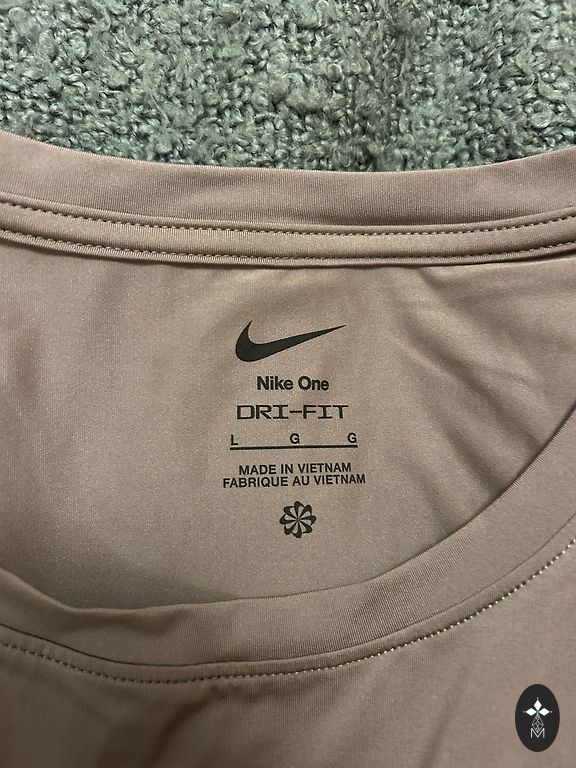 Nike One
DRI-FIT
L G G
MADE IN VIETNAM
FABRIQUE AU VIETNAM
M